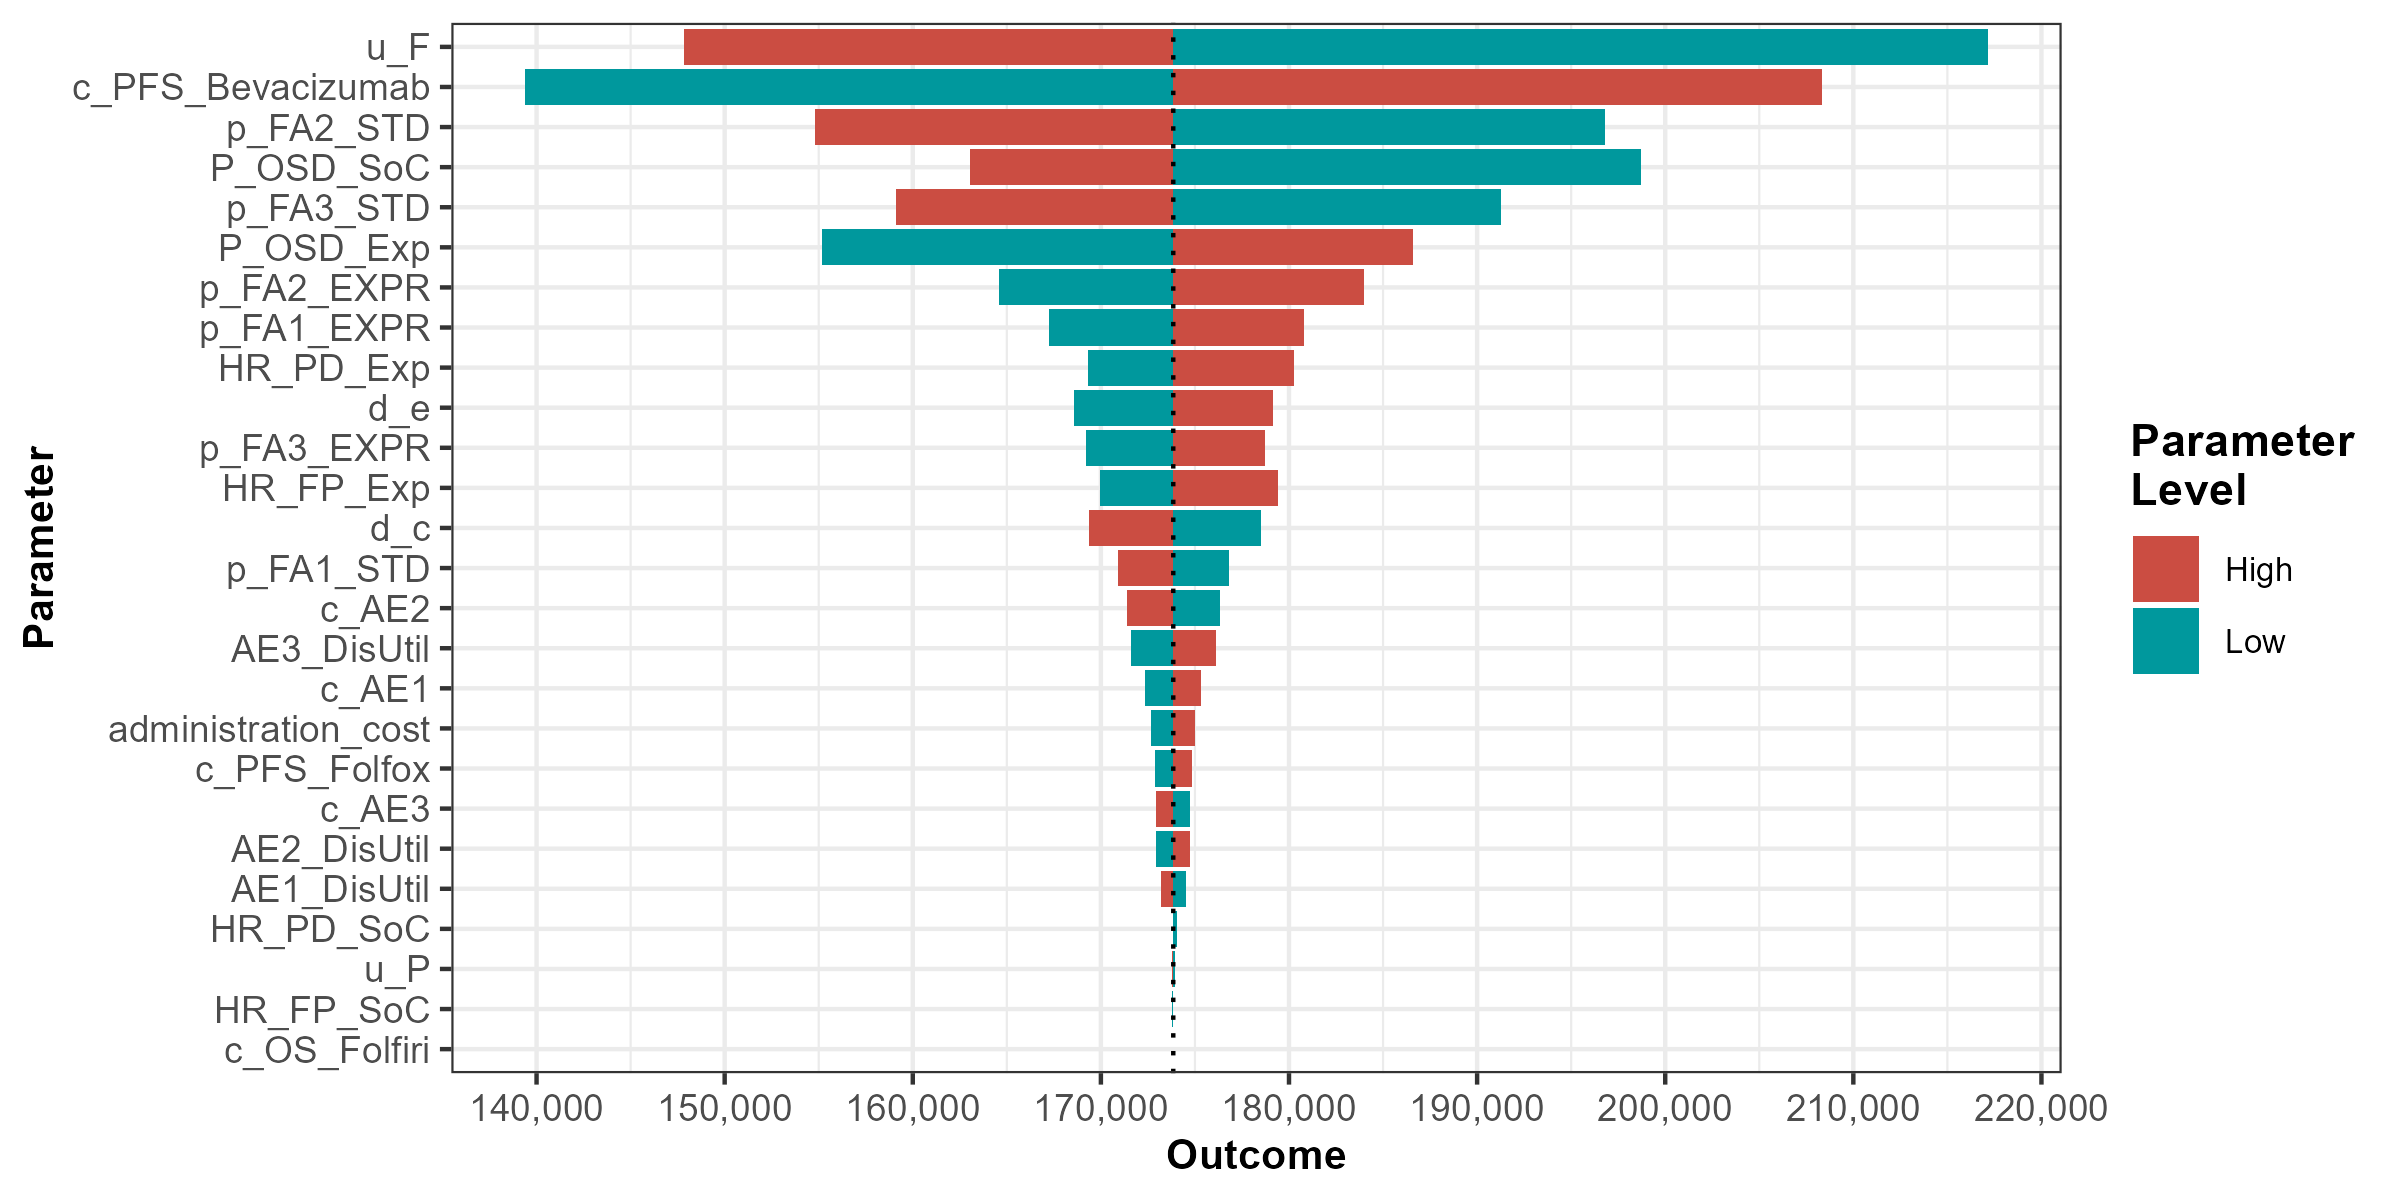 u_F
c_PFS_Bevacizumab
p_FA2_STD
P_OSD_SoC
p_FA3_STD
P_OSD_Exp
p_FA2_EXPR
p_FA1_EXPR
HR_PD_Exp
d_e
p_FA3_EXPR
HR_FP_Exp
d_c
p_FA1_STD
c_AE2
AE3_DisUtil
c_AE1
administration_cost
c_PFS_Folfox
c_AE3
AE2_DisUtil
AE1_DisUtil
HR_PD_SoC
u_P
HR_FP_SoC
c_OS_Folfiri
Parameter
140,000 150,000 160,000 170,000 180,000 190,000 200,000 210,000 220,000
Outcome
Parameter
Level
High
Low